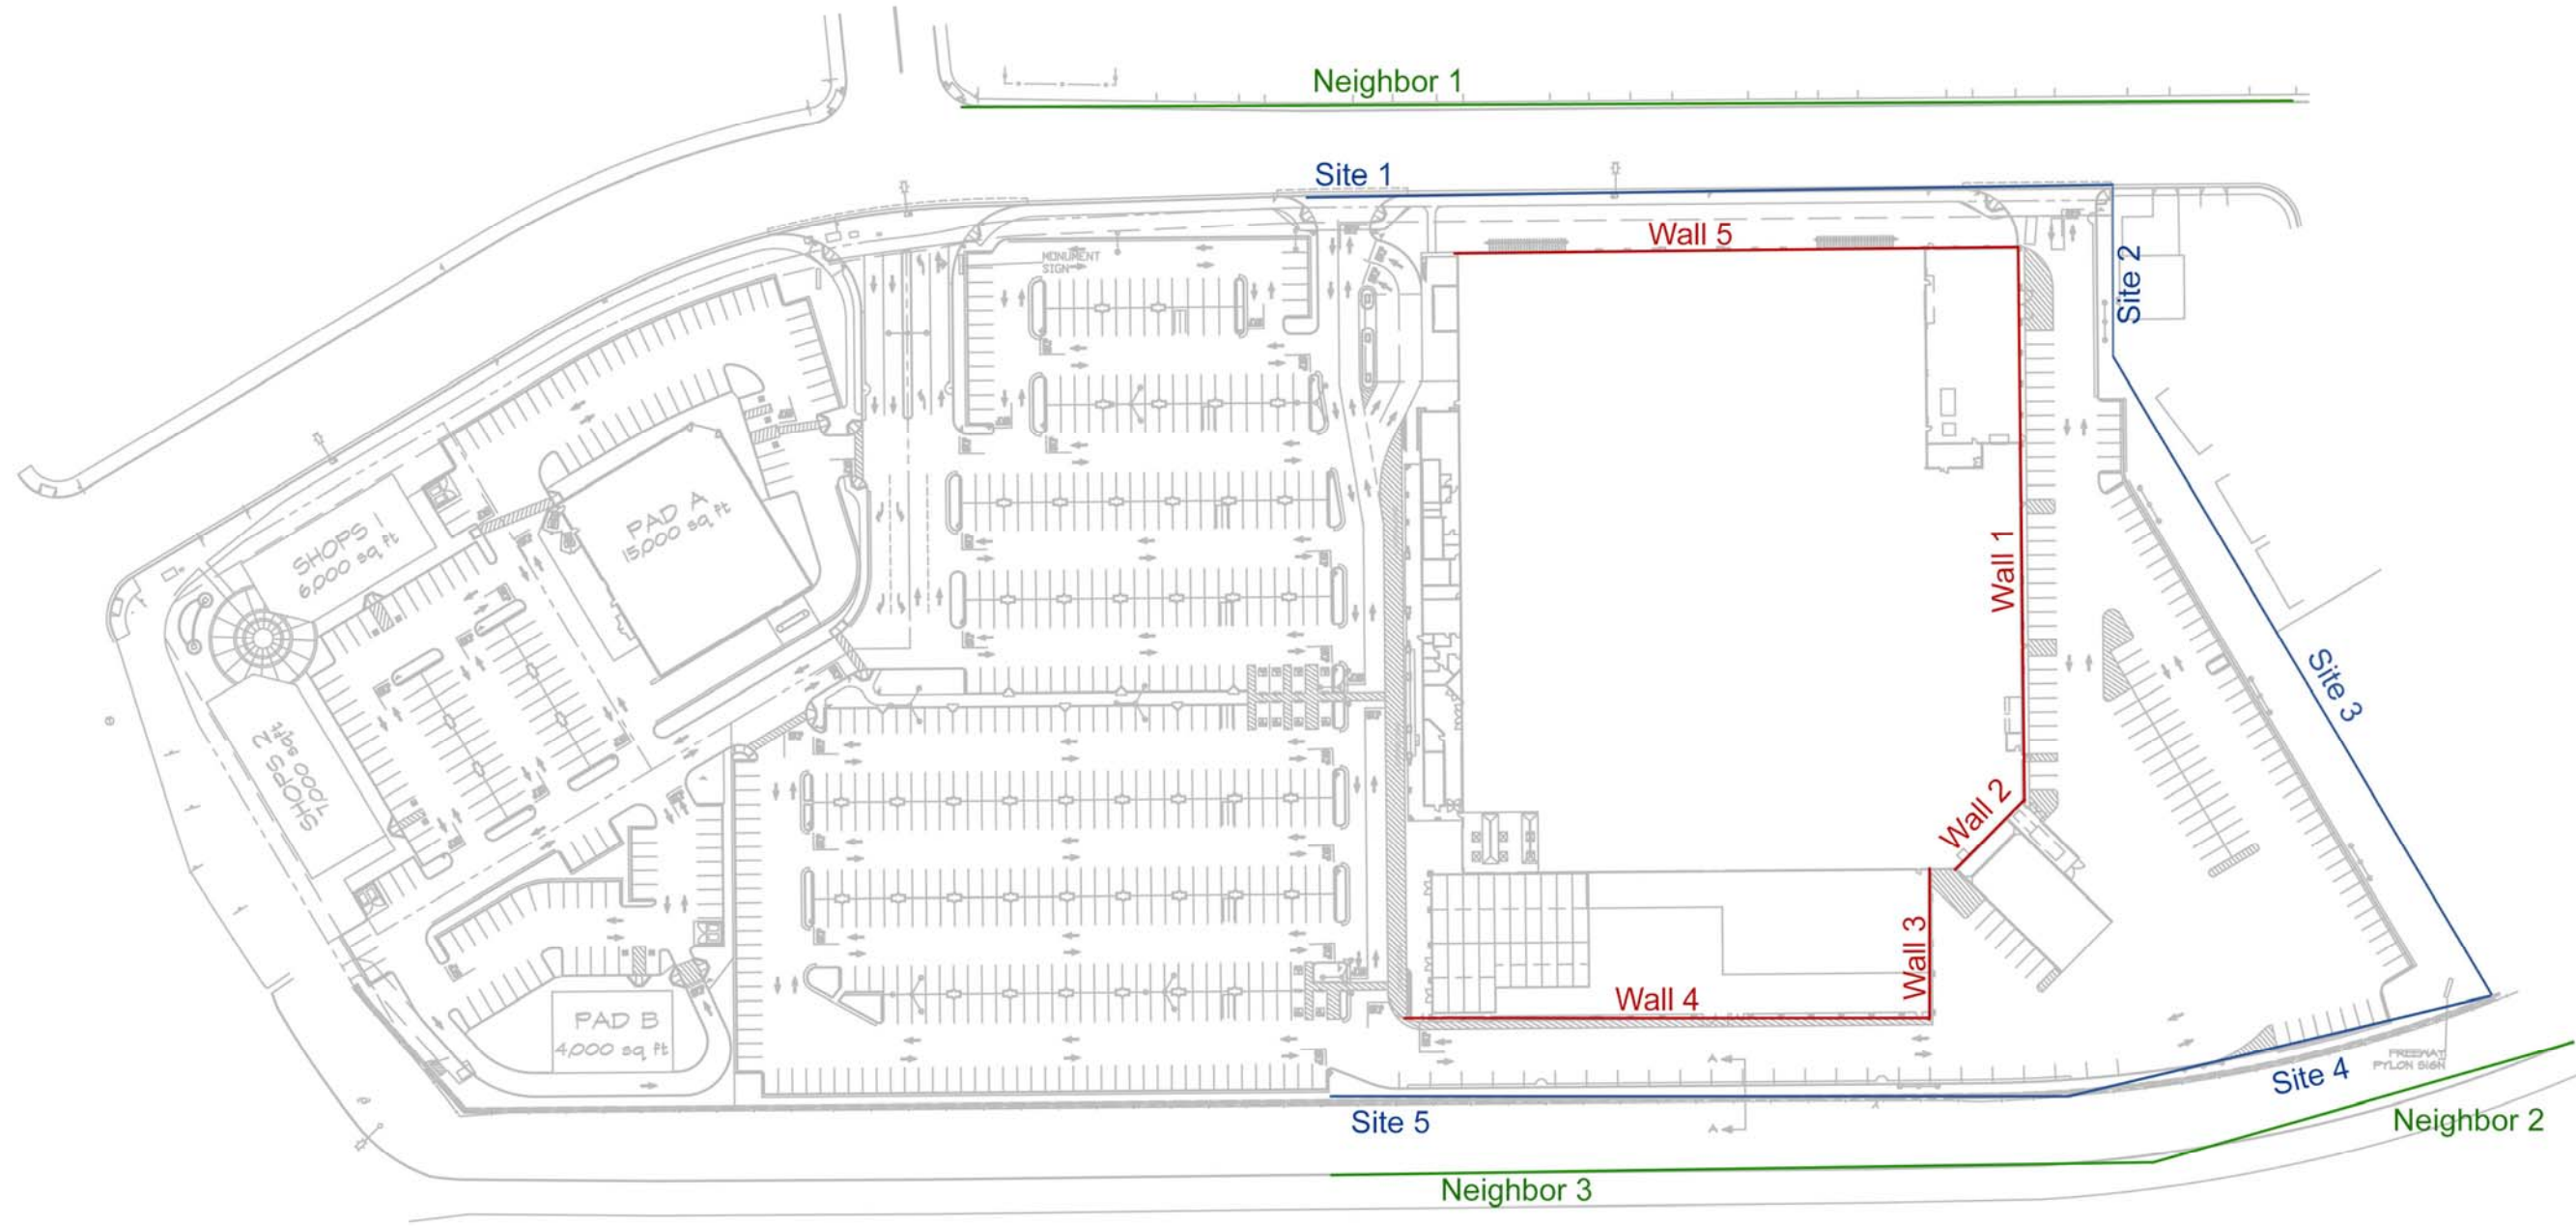 Neighbor 1
Site 1
Wall 5
MONUMENT
SIGN
Site 2
PAD A
15,000 sq ft
SHOPS 1
6,000 sq ft
Wall 1
Site 3
SHOPS 2
7,000 sq ft
Wall 2
Wall 3
Wall 4
PAD B
4,000 sq ft
A
A
FREEWAY
PYLON SIGN
Site 4
Site 5
Neighbor 2
Neighbor 3